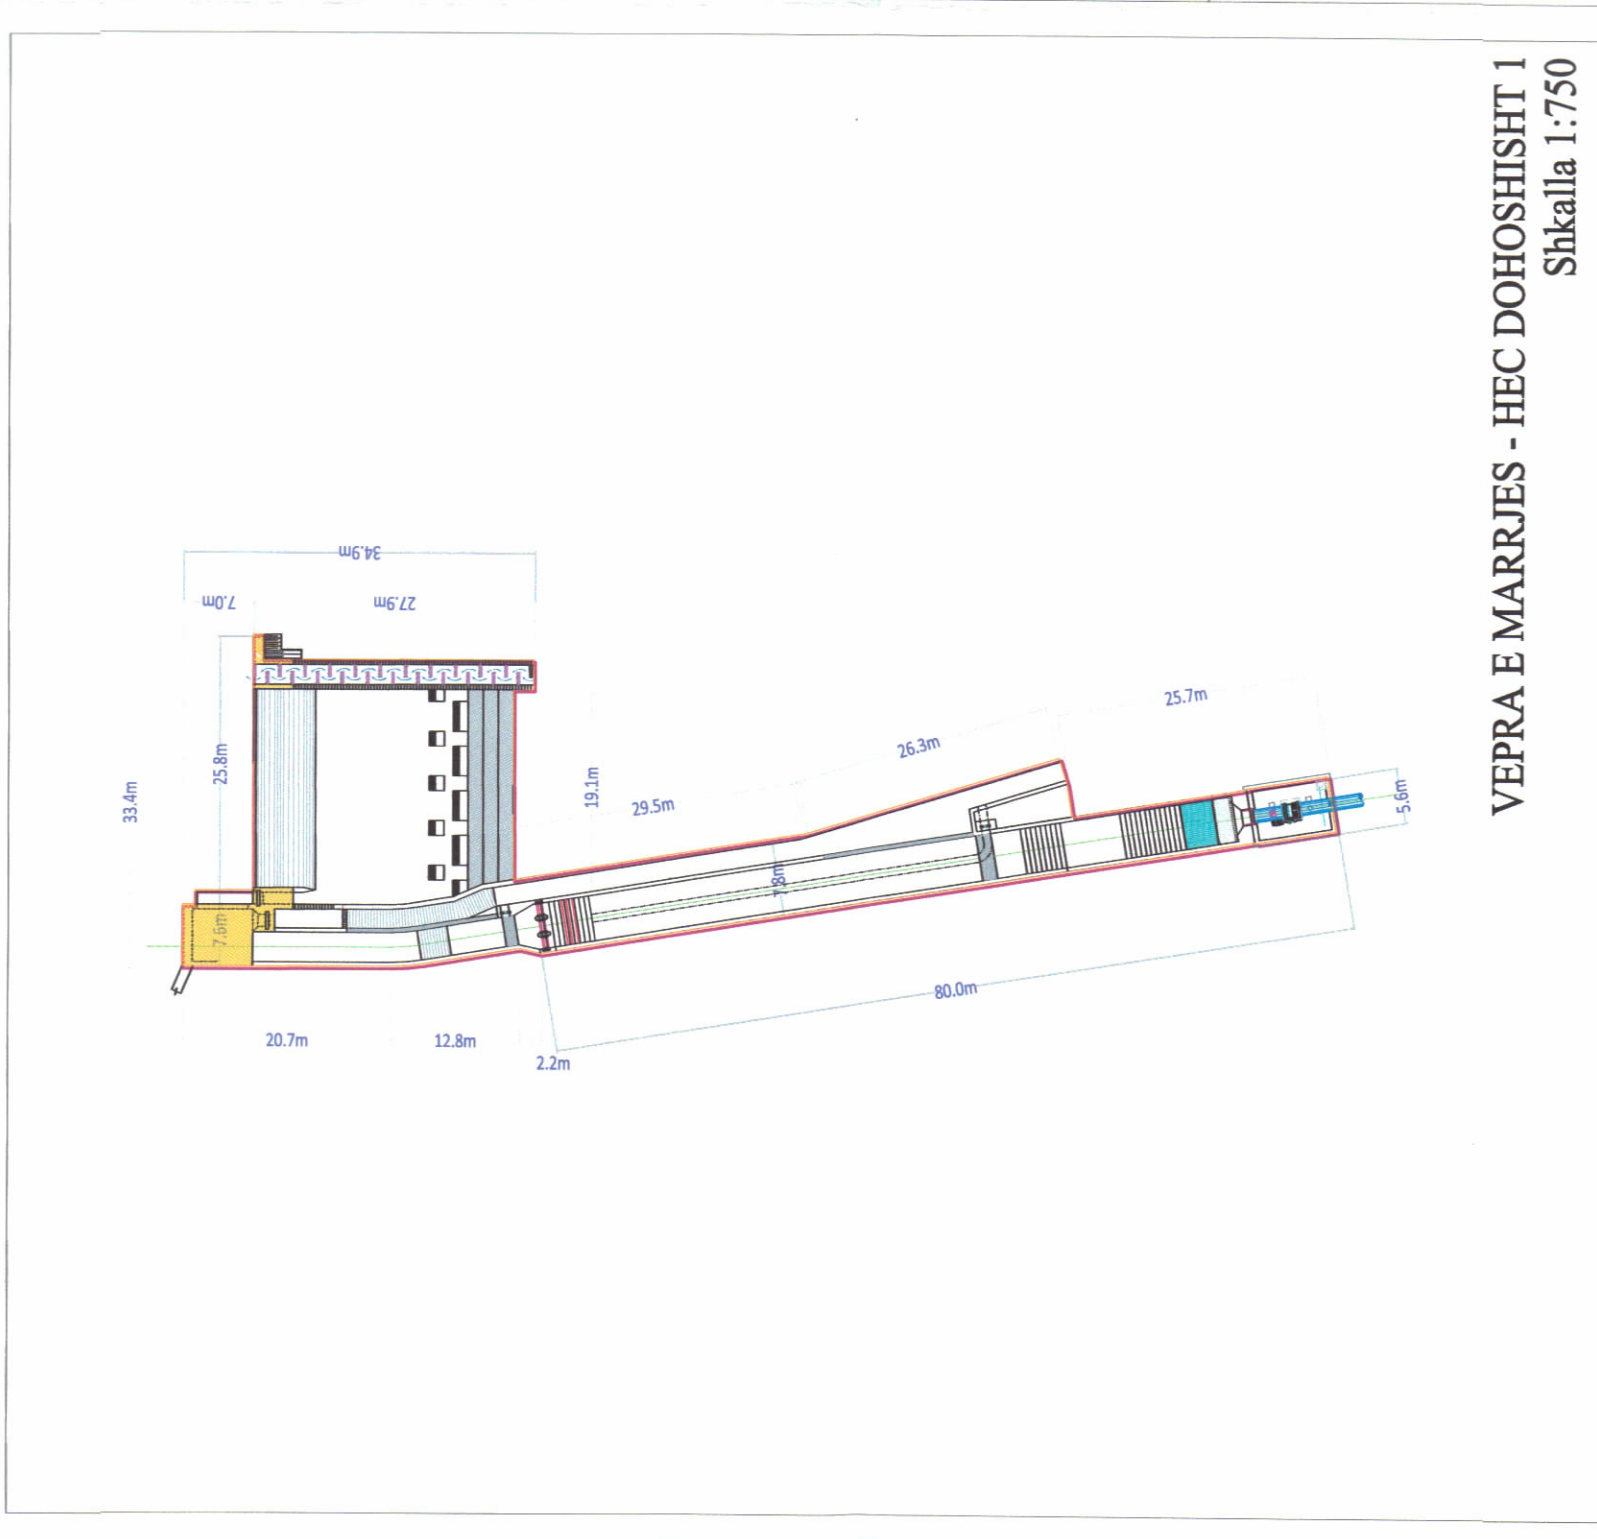 VEPRA E MARRJES - HEC DOHOSHISHT 1
Shkalla 1:750
34.9m
7.0m
27.9m
25.8m
33.4m
19.1m
29.5m
26.3m
25.7m
5.6m
7.8m
7.6m
80.0m
20.7m
12.8m
2.2m